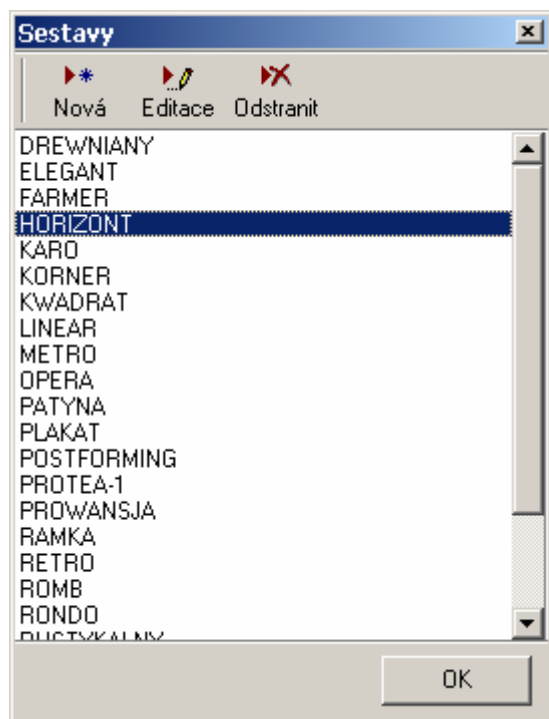 Sestavy
Nová Editace Odstranit
DREWNIANY
ELEGANT
FARMER
HORIZONT
KARO
KORNER
KWADRAT
LINEAR
METRO
OPERA
PATYNA
PLAKAT
POSTFORMING
PROTEA-1
PROWANSJA
RAMKA
RETRO
ROMB
RONDO
RUSTYKALNY
OK